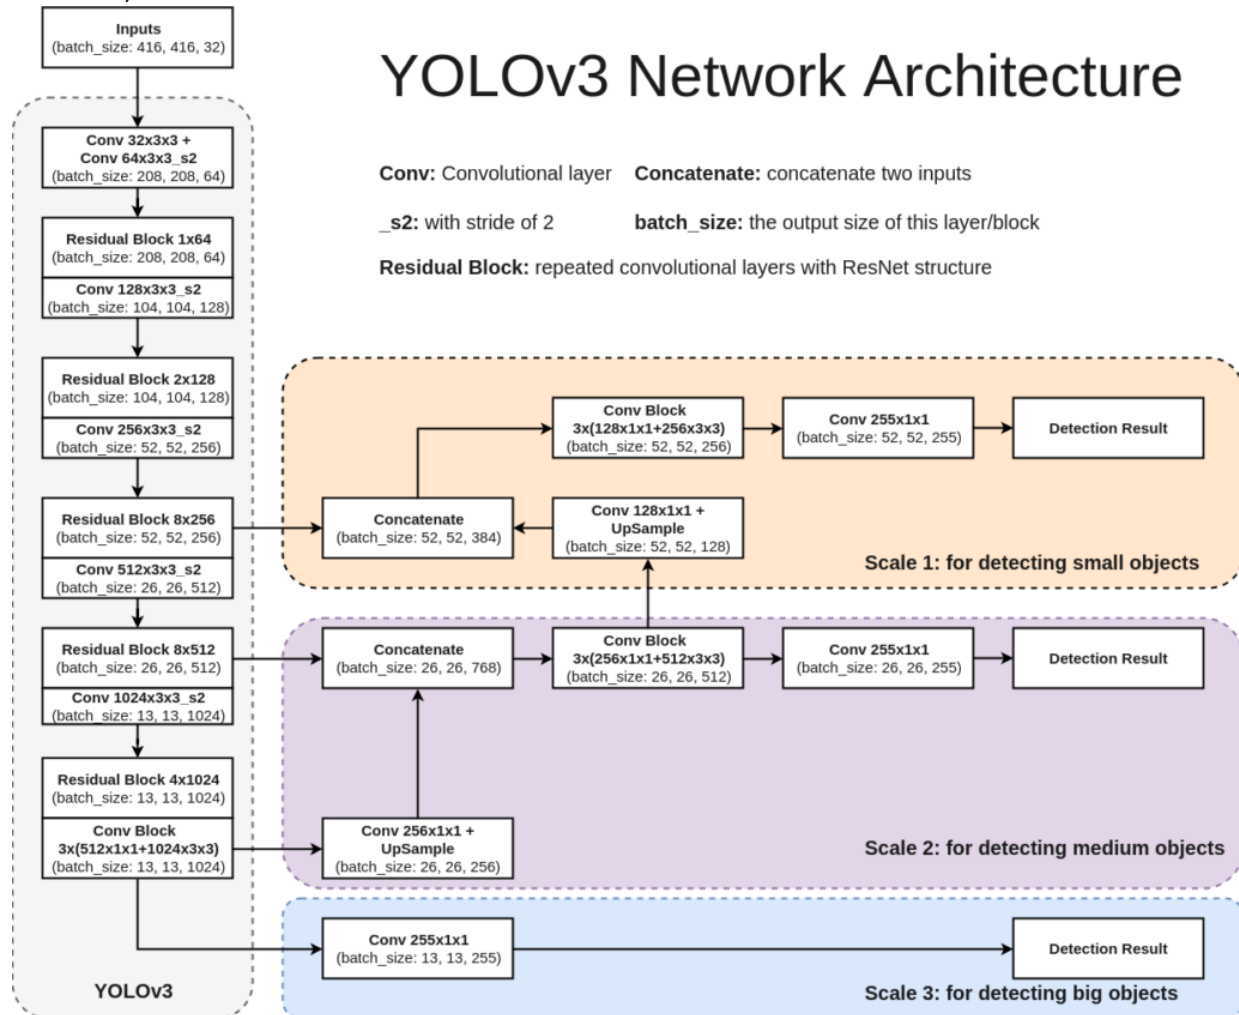 Inputs
(batch_size: 416, 416, 32)
YOLOv3 Network Architecture
Conv: Convolutional layer Concatenate: concatenate two inputs
_s2: with stride of 2 batch_size: the output size of this layer/block
Residual Block: repeated convolutional layers with ResNet structure
Conv 32x3x3 +
Conv 64x3x3_s2
(batch_size: 208, 208, 64)
Residual Block 1x64
(batch_size: 208, 208, 64)
Conv 128x3x3_s2
(batch_size: 104, 104, 128)
Residual Block 2x128
(batch_size: 104, 104, 128)
Conv 256x3x3_s2
(batch_size: 52, 52, 256)
Residual Block 8x256
(batch_size: 52, 52, 256)
Conv 512x3x3_s2
(batch_size: 26, 26, 512)
Residual Block 8x512
(batch_size: 26, 26, 512)
Conv 1024x3x3_s2
(batch_size: 13, 13, 1024)
Residual Block 4x1024
(batch_size: 13, 13, 1024)
Conv Block
3x(512x1x1+1024x3x3)
(batch_size: 13, 13, 1024)
YOLOv3
Conv Block
3x(128x1x1+256x3x3)
(batch_size: 52, 52, 256)
Conv 255x1x1
(batch_size: 52, 52, 255)
Detection Result
Concatenate
(batch_size: 52, 52, 384)
Conv 128x1x1 +
UpSample
(batch_size: 52, 52, 128)
Scale 1: for detecting small objects
Concatenate
(batch_size: 26, 26, 768)
Conv Block
3x(256x1x1+512x3x3)
(batch_size: 26, 26, 512)
Conv 255x1x1
(batch_size: 26, 26, 255)
Detection Result
Conv 256x1x1 +
UpSample
(batch_size: 26, 26, 256)
Scale 2: for detecting medium objects
Conv 255x1x1
(batch_size: 13, 13, 255)
Detection Result
Scale 3: for detecting big objects